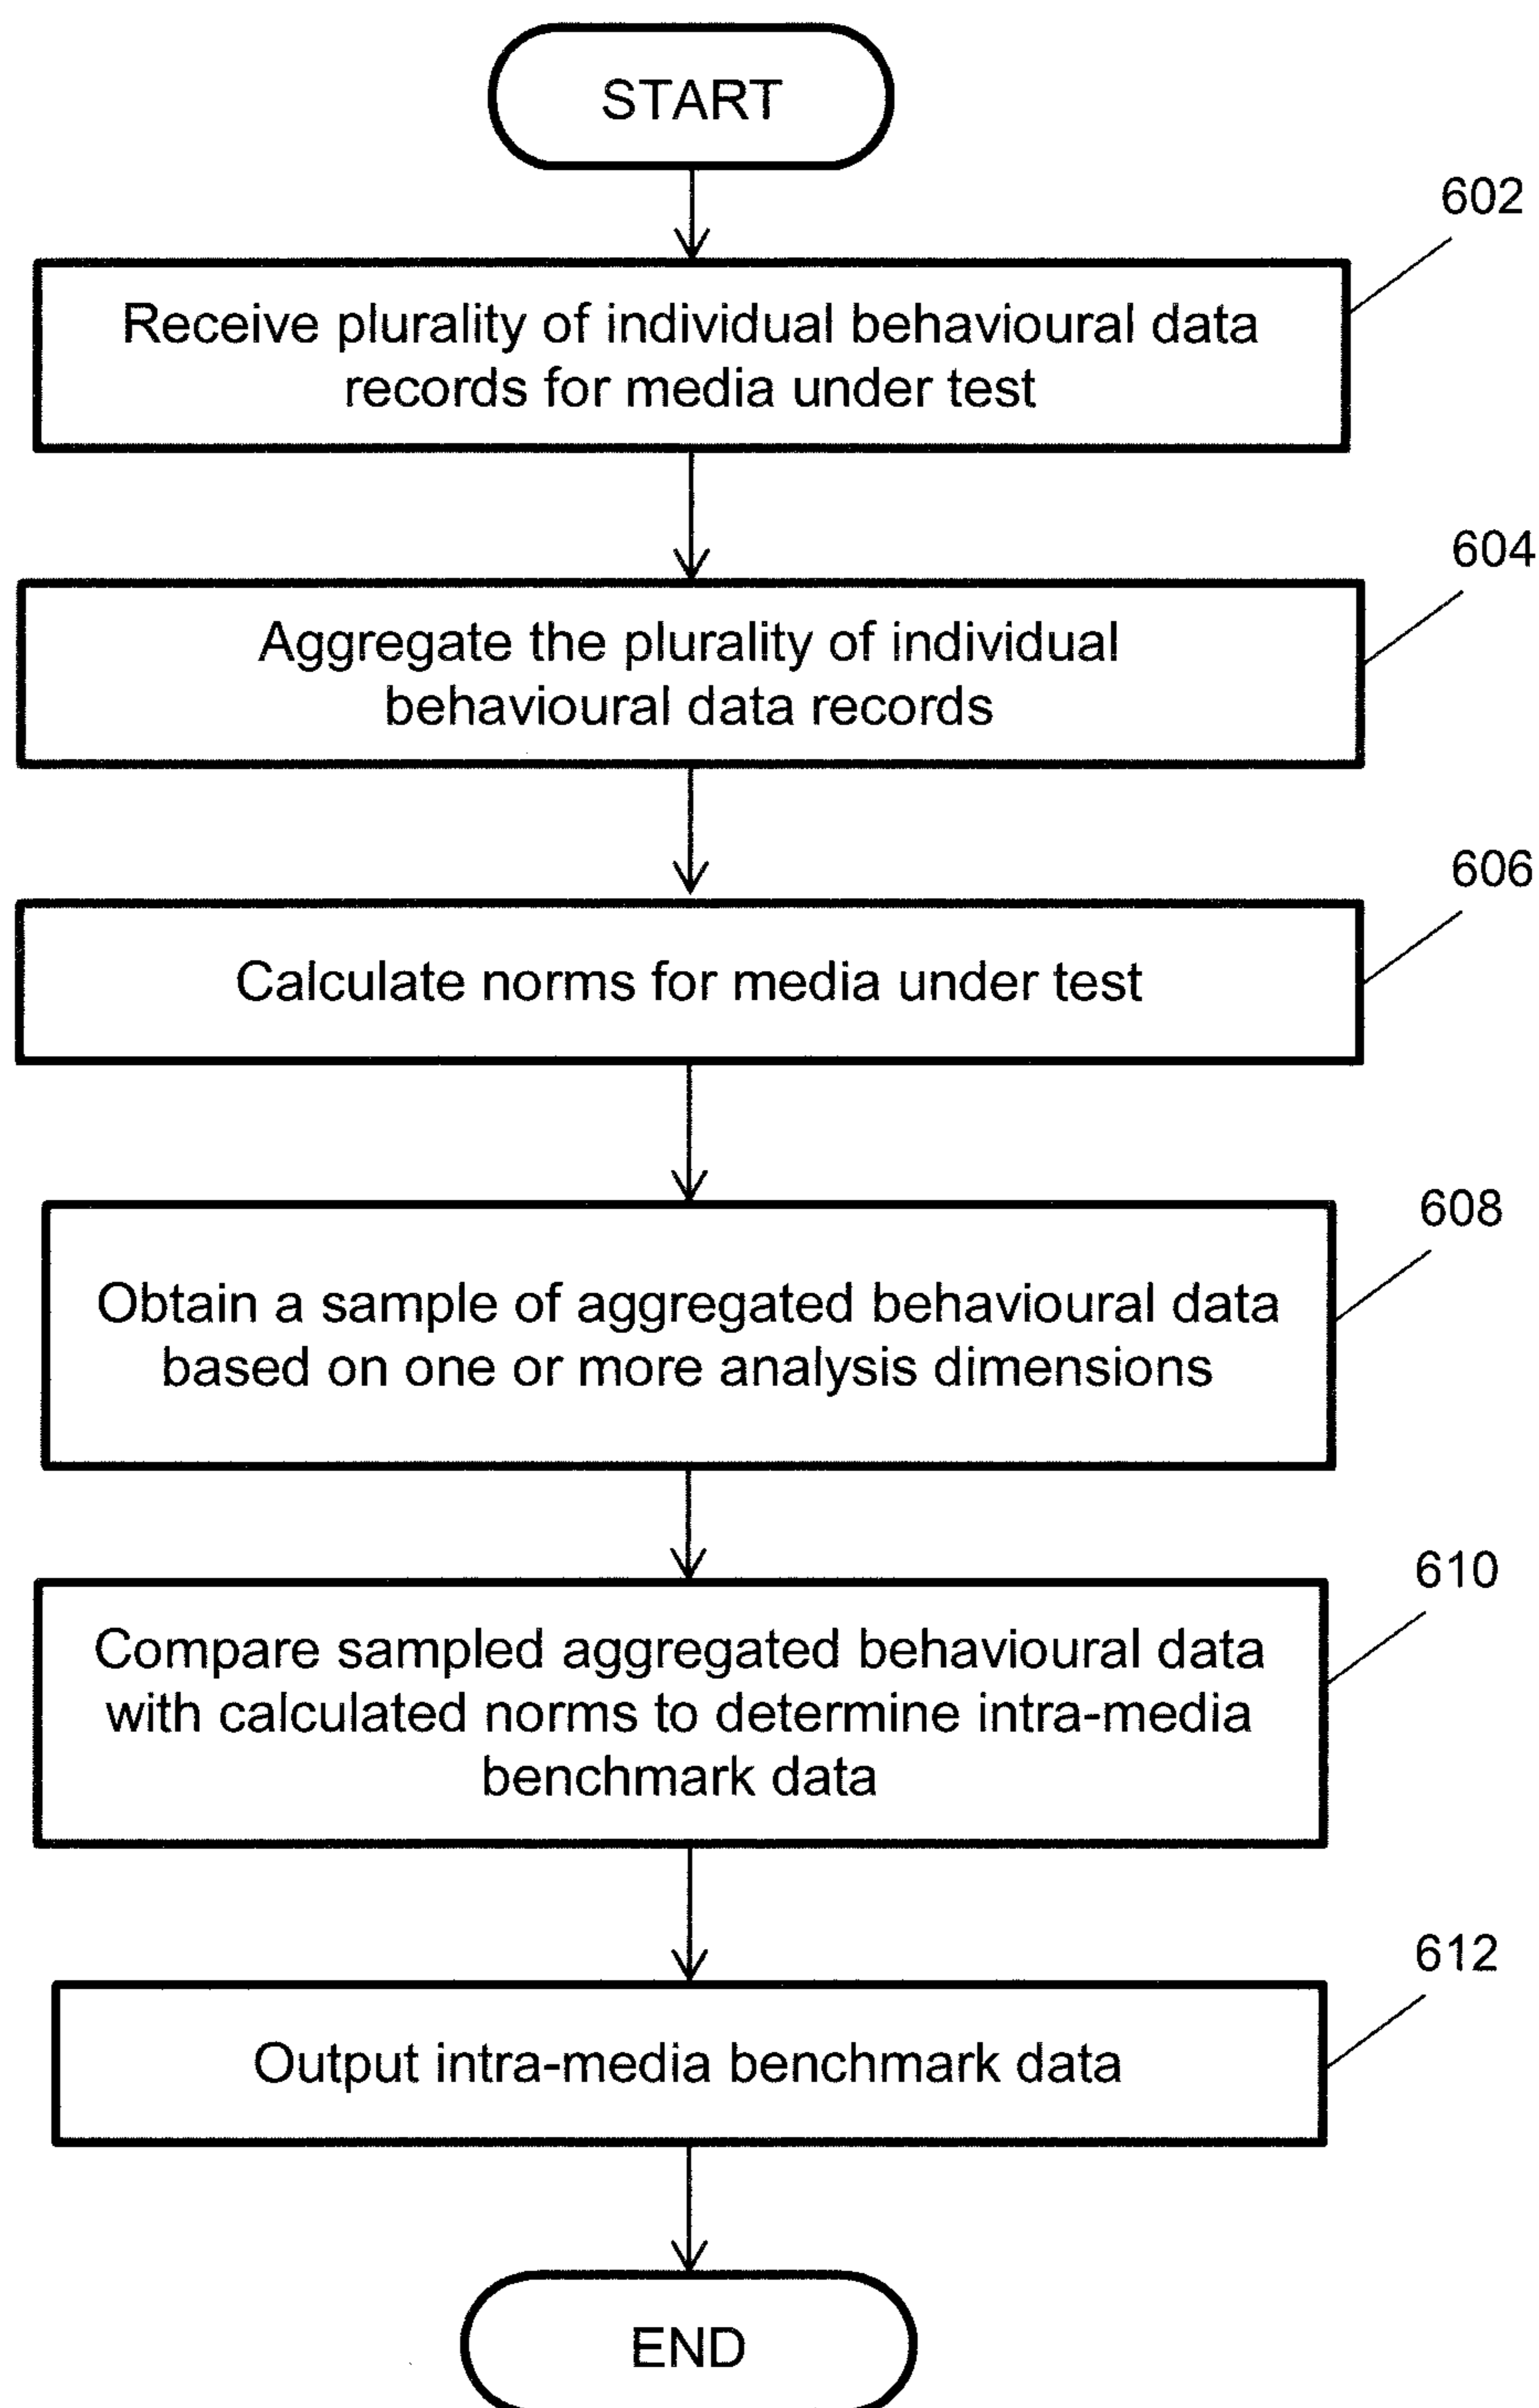 START
602
Receive plurality of individual behavioural data
records for media under test
604
Aggregate the plurality of individual
behavioural data records
606
Calculate norms for media under test
608
Obtain a sample of aggregated behavioural data
based on one or more analysis dimensions
610
Compare sampled aggregated behavioural data
with calculated norms to determine intra-media
benchmark data
612
Output intra-media benchmark data
END